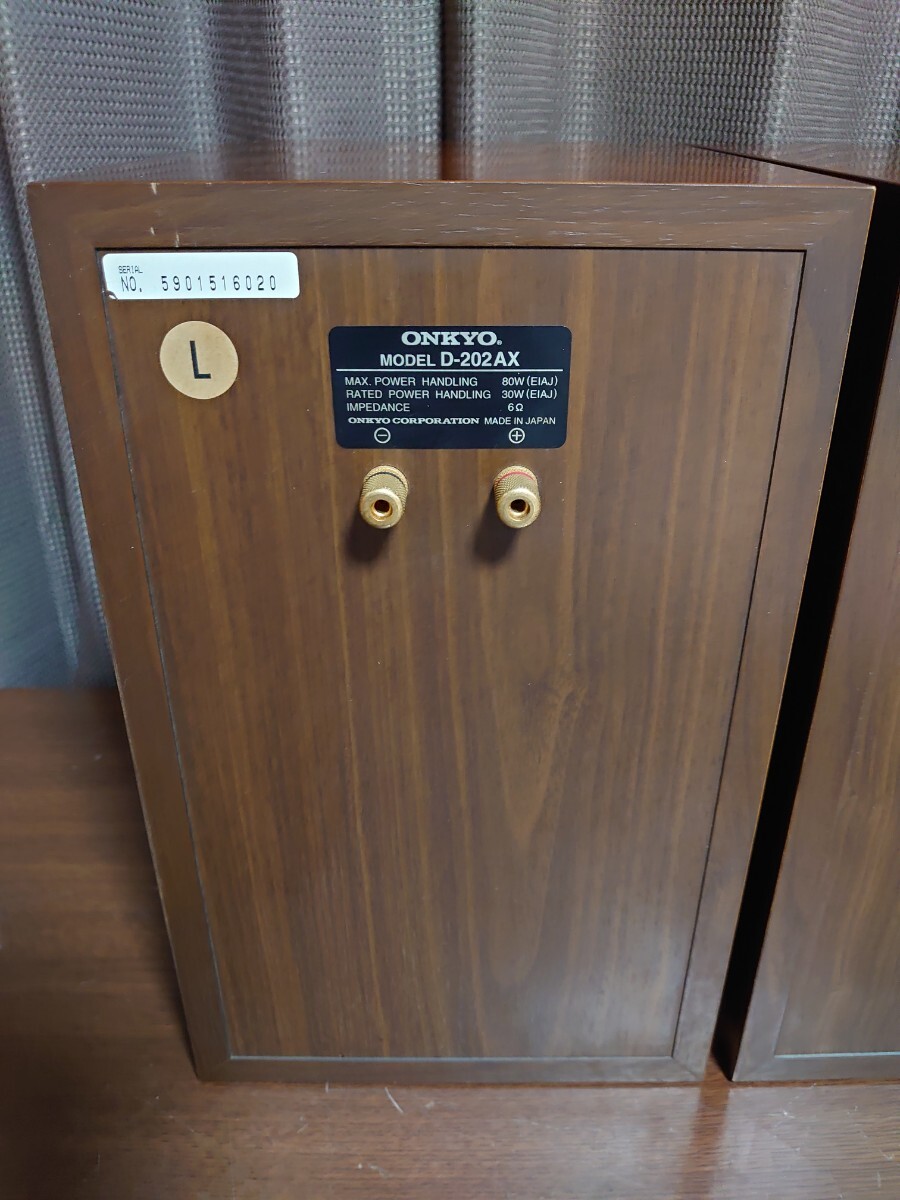 SERIAL
NO. 5901516020
L
ONKYO®
MODEL D-202AX
MAX. POWER HANDLING 80W (EIAJ)
RATED POWER HANDLING 30W (EIAJ)
IMPEDANCE 6Ω
ONKYO CORPORATION MADE IN JAPAN
⊖ ⊕